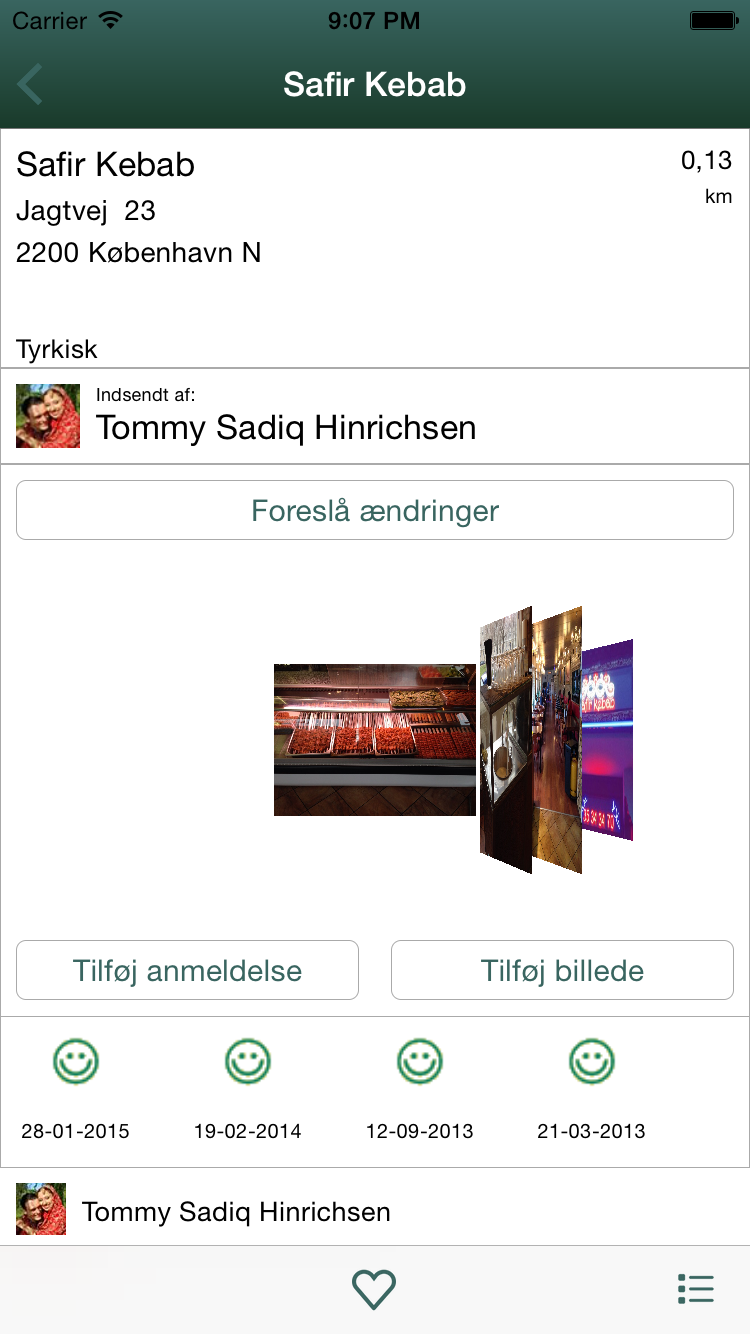 Carrier 9:07 PM
Safir Kebab
Safir Kebab 0,13
km
Jagtvej 23
2200 København N
Tyrkisk
Indsendt af:
Tommy Sadiq Hinrichsen
Foreslå ændringer
Tilføj anmeldelse Tilføj billede
28-01-2015 19-02-2014 12-09-2013 21-03-2013
Tommy Sadiq Hinrichsen